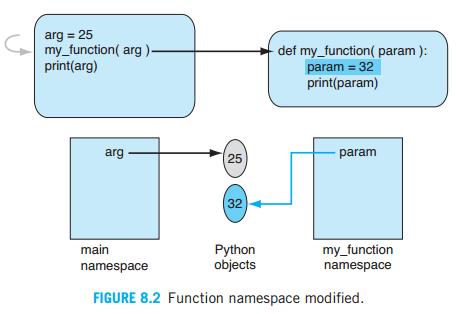 arg = 25
my_function( arg )
print(arg)
def my_function( param ):
param = 32
print(param)
arg
25
param
32
main
namespace
Python
objects
my_function
namespace
FIGURE 8.2 Function namespace modified.